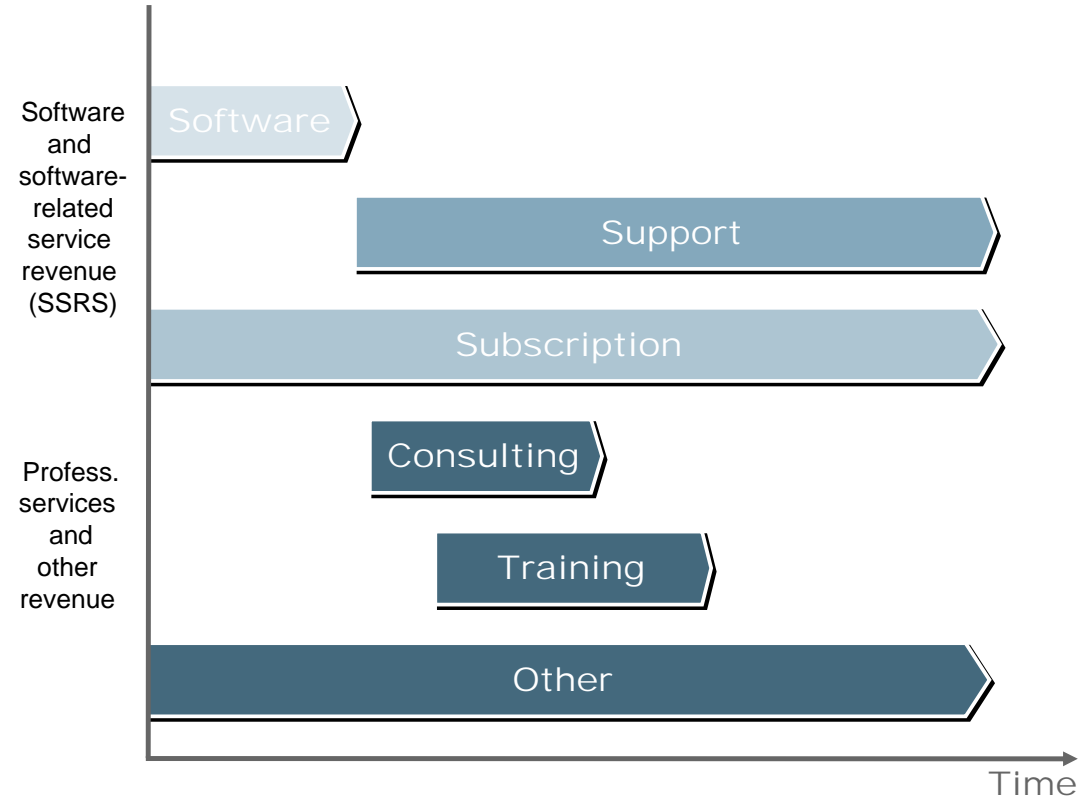 Software
and
software-
related
service
revenue
(SSRS)
Software
Support
Subscription
Profess.
services
and
other
revenue
Consulting
Training
Other
Time